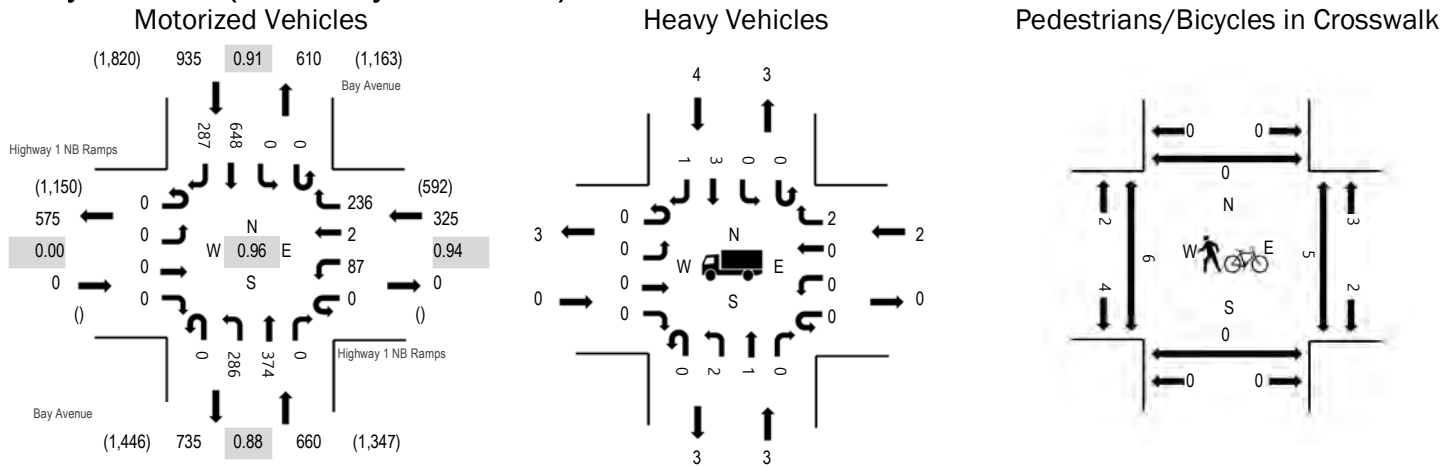 Motorized Vehicles
(1,820) 935 0.91 610 (1,163)
Bay Avenue
287 648 0 0
Highway 1 NB Ramps
(1,150)
575
0.00
0
()
0
0
0
0
N
W 0.96 E
S
236
2
87
0
(592)
325
0.94
0
()
0 286 374 0
Highway 1 NB Ramps
Bay Avenue
(1,446) 735 0.88 660 (1,347)
Heavy Vehicles
4 3
1 3 0 0
3
0
0
0
0
0
N
W E
S
2
0
0
0
2
0
0 2 1 0
3 3
Pedestrians/Bicycles in Crosswalk
0 0
0
2
4
6
N
W E
S
5
3
2
0
0 0